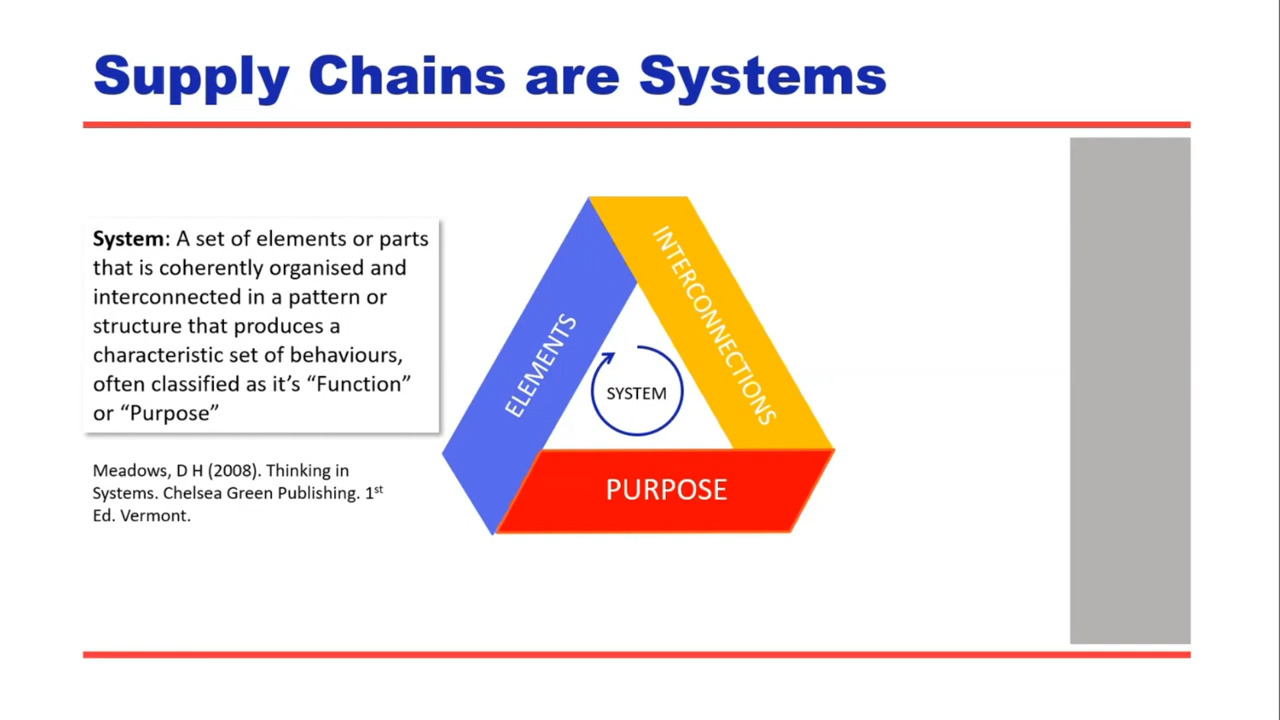 Supply Chains are Systems
System: A set of elements or parts
that is coherently organised and
interconnected in a pattern or
structure that produces a
characteristic set of behaviours,
often classified as it’s “Function”
or “Purpose”
Meadows, D H (2008). Thinking in
Systems. Chelsea Green Publishing. 1st
Ed. Vermont.
ELEMENTS
INTERCONNECTIONS
SYSTEM
PURPOSE